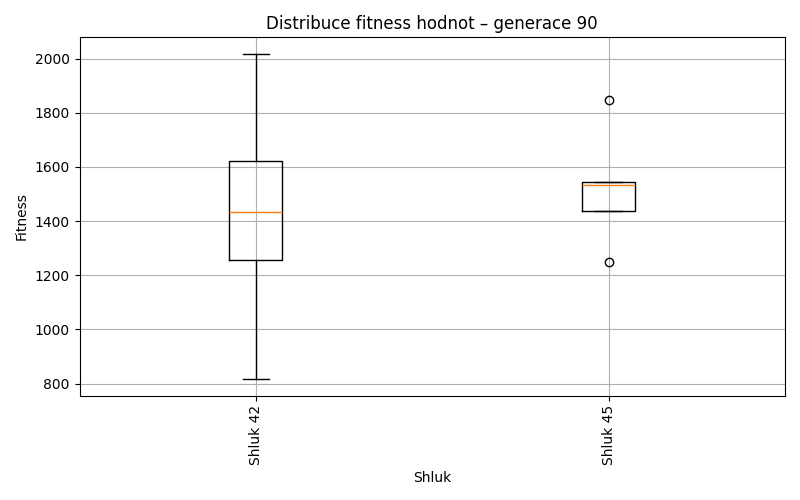 Distribuce fitness hodnot – generace 90
Fitness
2000
1800
1600
1400
1200
1000
800
Shluk 42
Shluk 45
Shluk